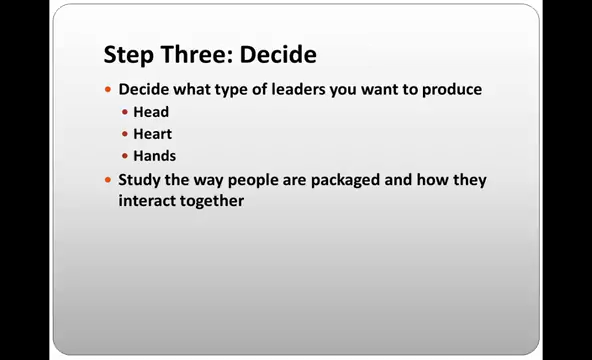 Step Three: Decide
• Decide what type of leaders you want to produce
• Head
• Heart
• Hands
• Study the way people are packaged and how they
interact together